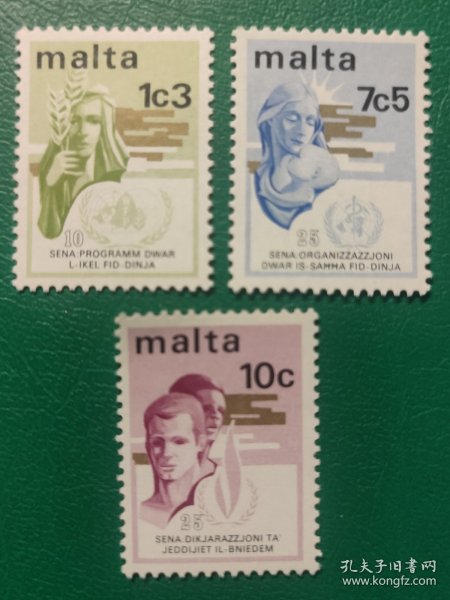 malta
1c3
10
SENA:PROGRAMM DWAR
L-IKEL FID-DINJA
malta
7c5
25
SENA:ORGANIZZAZZJONI
DWAR IS-SAĦĦA FID-DINJA
malta
10c
25
SENA:DIKJARAZZJONI TA'
JEDDIJIET IL-BNIEDEM
孔夫子旧书网
www.kongfz.com